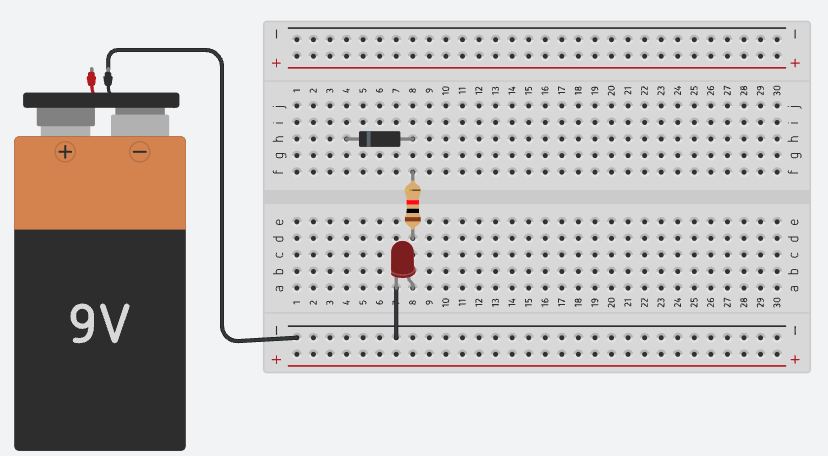 − −
+ +
1 2 3 4 5 6 7 8 9 10 11 12 13 14 15 16 17 18 19 20 21 22 23 24 25 26 27 28 29 30
j j
i i
h h
g g
f f
+ −
e e
d d
c c
b b
a a
1 2 3 4 5 6 7 8 9 10 11 12 13 14 15 16 17 18 19 20 21 22 23 24 25 26 27 28 29 30
9V
− −
+ +